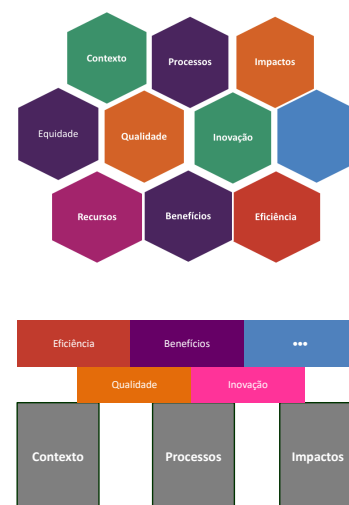 Contexto
Processos
Impactos
Equidade
Qualidade
Inovação
Recursos
Benefícios
Eficiência
Eficiência
Benefícios
•••
Qualidade
Inovação
Contexto
Processos
Impactos